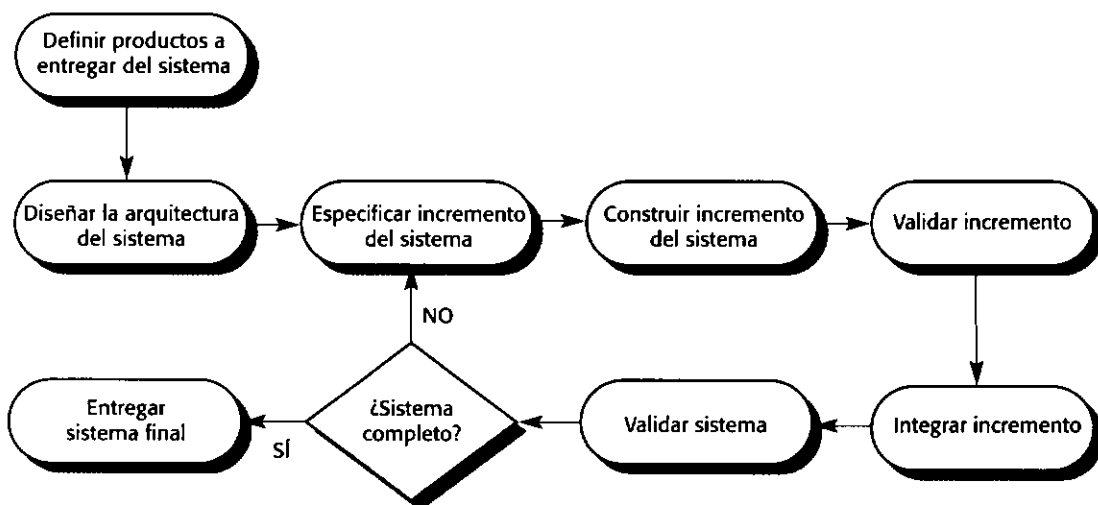 Definir productos a
entregar del sistema
Diseñar la arquitectura
del sistema
Especificar incremento
del sistema
Construir incremento
del sistema
Validar incremento
NO
Entregar
sistema final
SÍ
¿Sistema
completo?
Validar sistema
Integrar incremento